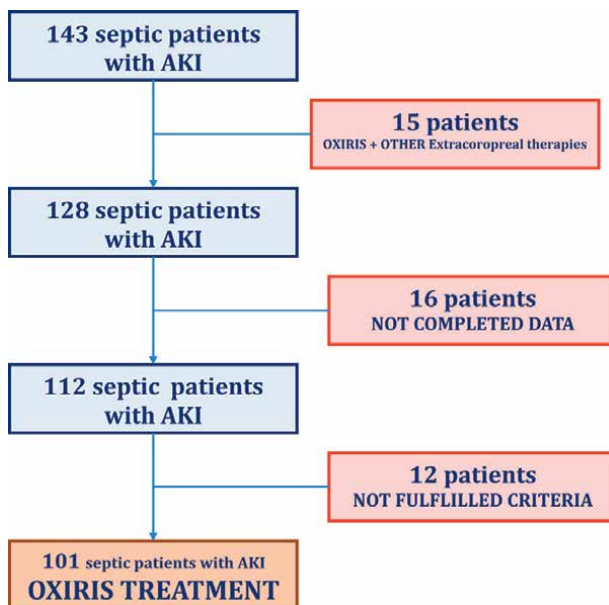 143 septic patients
with AKI
15 patients
OXIRIS + OTHER Extracoropreal therapies
128 septic patients
with AKI
16 patients
NOT COMPLETED DATA
112 septic patients
with AKI
12 patients
NOT FULFLILLED CRITERIA
101 septic patients with AKI
OXIRIS TREATMENT